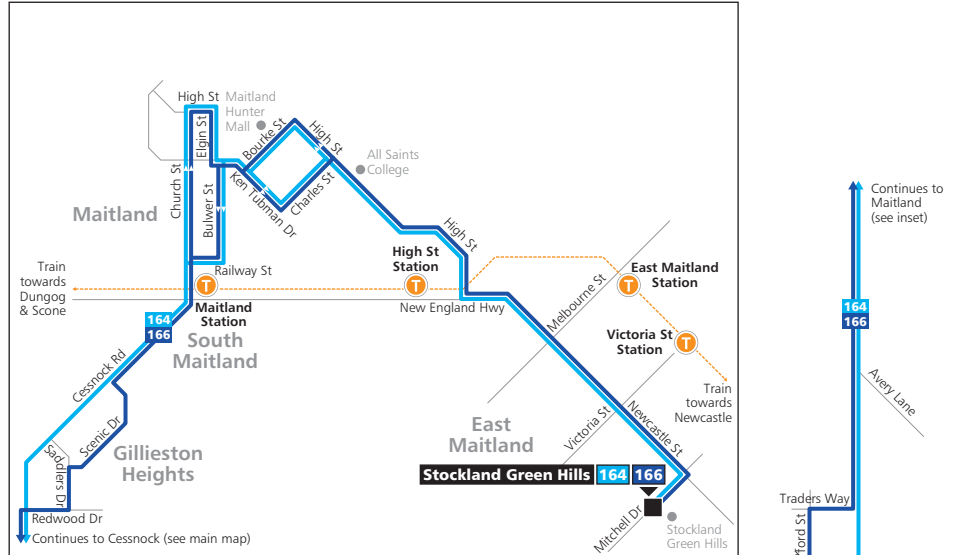 High St
Maitland
Hunter
Mall
Elgin St
Bourke St
High St
All Saints
College
Church St
Bulwer St
Ken Tubman Dr
Charles St
Maitland
High St
High St
Station
Train
towards
Dungog
& Scone
Railway St
Maitland
Station
New England Hwy
Melbourne St
East Maitland
Station
Victoria St
Station
Train
towards
Newcastle
164
166
South
Maitland
Cessnock Rd
Scenic Dr
Saddlers Dr
Gillieston
Heights
Redwood Dr
Continues to Cessnock (see main map)
East
Maitland
Victoria St
Newcastle St
Stockland Green Hills 164 166
Mitchell Dr
Stockland
Green Hills
T
T
T
T
Continues to
Maitland
(see inset)
164
166
Avery Lane
Traders Way